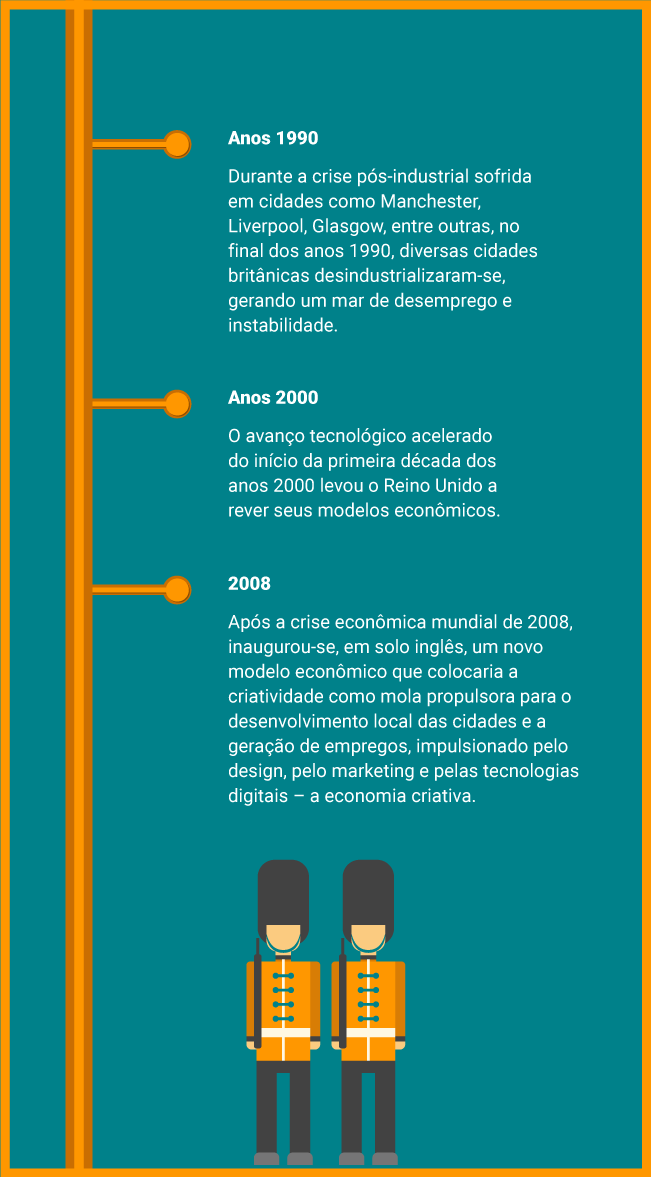 Anos 1990
Durante a crise pós-industrial sofrida
em cidades como Manchester,
Liverpool, Glasgow, entre outras, no
final dos anos 1990, diversas cidades
britânicas desindustrializaram-se,
gerando um mar de desemprego e
instabilidade.
Anos 2000
O avanço tecnológico acelerado
do início da primeira década dos
anos 2000 levou o Reino Unido a
rever seus modelos econômicos.
2008
Após a crise econômica mundial de 2008,
inaugurou-se, em solo inglês, um novo
modelo econômico que colocaria a
criatividade como mola propulsora para o
desenvolvimento local das cidades e a
geração de empregos, impulsionado pelo
design, pelo marketing e pelas tecnologias
digitais – a economia criativa.